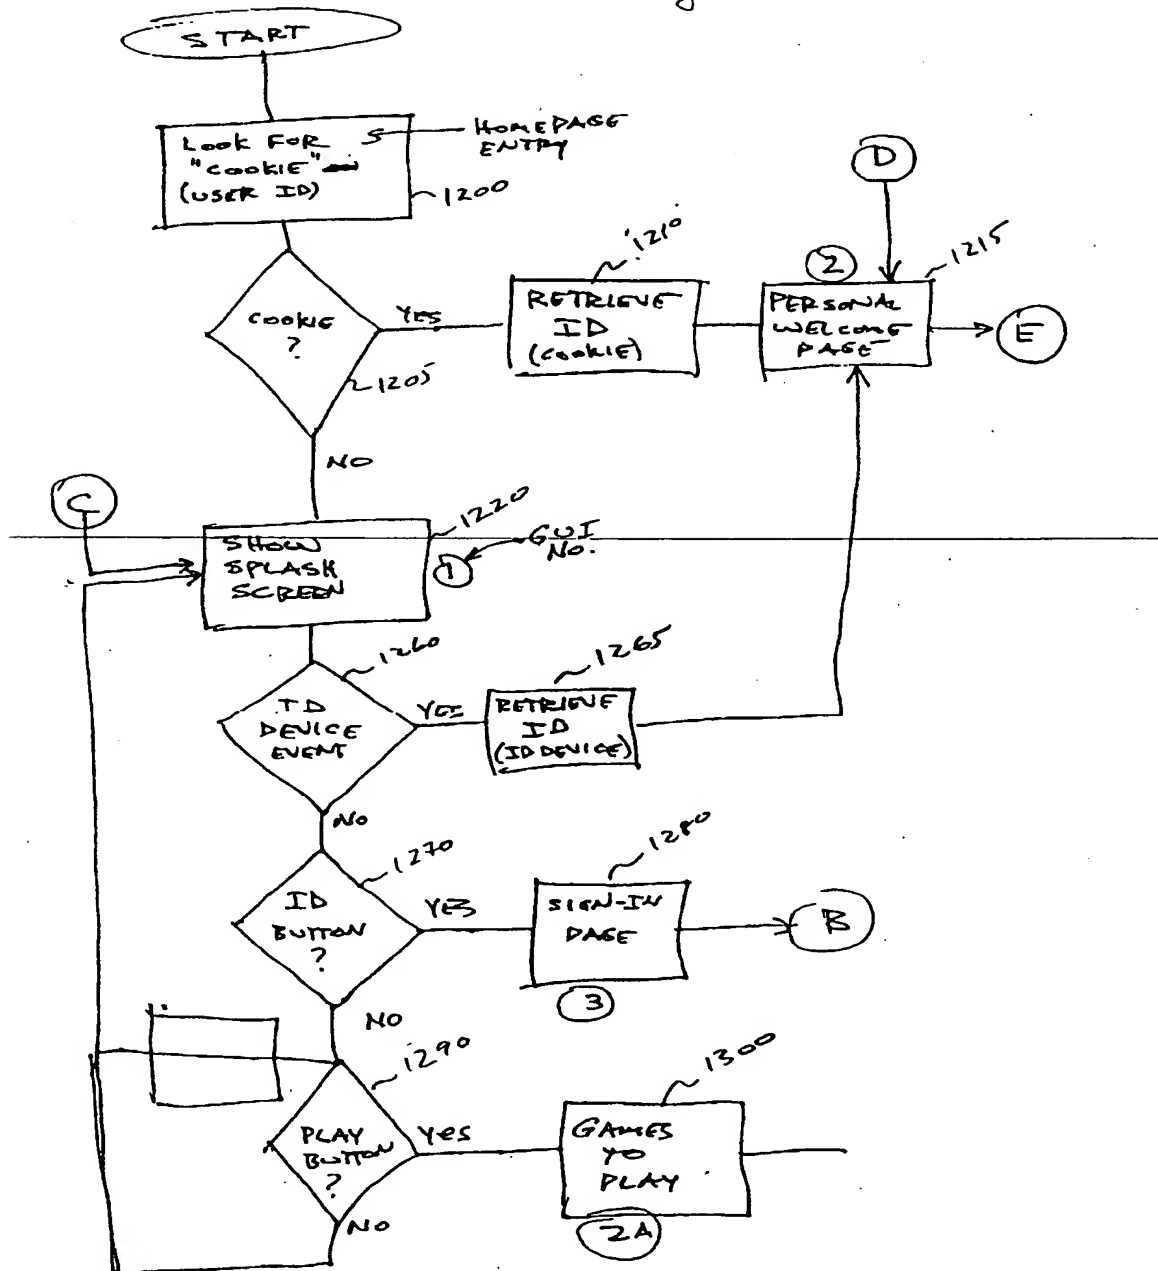 START
LOOK FOR
"COOKIE"
(USER ID)
HOMEPAGE
ENTRY
1200
D
COOKIE
?
YES
1205
1210
RETRIEVE
ID
(COOKIE)
2
1215
PERSONAL
WELCOME
PAGE
E
NO
C
SHOW
SPLASH
SCREEN
1220
1
GUI
NO.
1260
ID
DEVICE
EVENT
YES
1265
RETRIEVE
ID
(ID DEVICE)
NO
1270
ID
BUTTON
?
YES
1280
SIGN-IN
PAGE
3
B
NO
1290
PLAY
BUTTON
?
YES
1300
GAMES
YO
PLAY
2A
NO